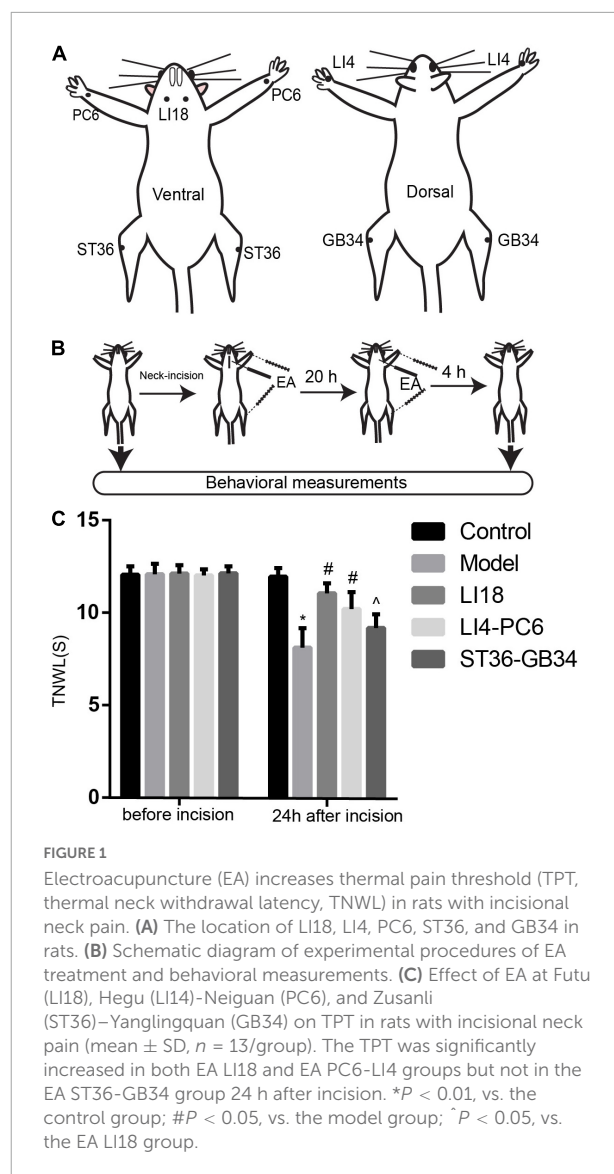 A
LI4
LI4
PC6
PC6
LI18
Ventral
Dorsal
ST36
ST36
GB34
GB34
B
Neck-incision
EA
20 h
EA
4 h
Behavioral measurements
C
15
10
5
0
TNWL(S)
*
#
#
^
before incision
24h after incision
Control
Model
LI18
LI4-PC6
ST36-GB34
FIGURE 1
Electroacupuncture (EA) increases thermal pain threshold (TPT,
thermal neck withdrawal latency, TNWL) in rats with incisional
neck pain. (A) The location of LI18, LI4, PC6, ST36, and GB34 in
rats. (B) Schematic diagram of experimental procedures of EA
treatment and behavioral measurements. (C) Effect of EA at Futu
(LI18), Hegu (LI14)-Neiguan (PC6), and Zusanli
(ST36)–Yanglingquan (GB34) on TPT in rats with incisional neck
pain (mean ± SD, n = 13/group). The TPT was significantly
increased in both EA LI18 and EA PC6-LI4 groups but not in the
EA ST36-GB34 group 24 h after incision. *P < 0.01, vs. the
control group; #P < 0.05, vs. the model group; ^P < 0.05, vs.
the EA LI18 group.